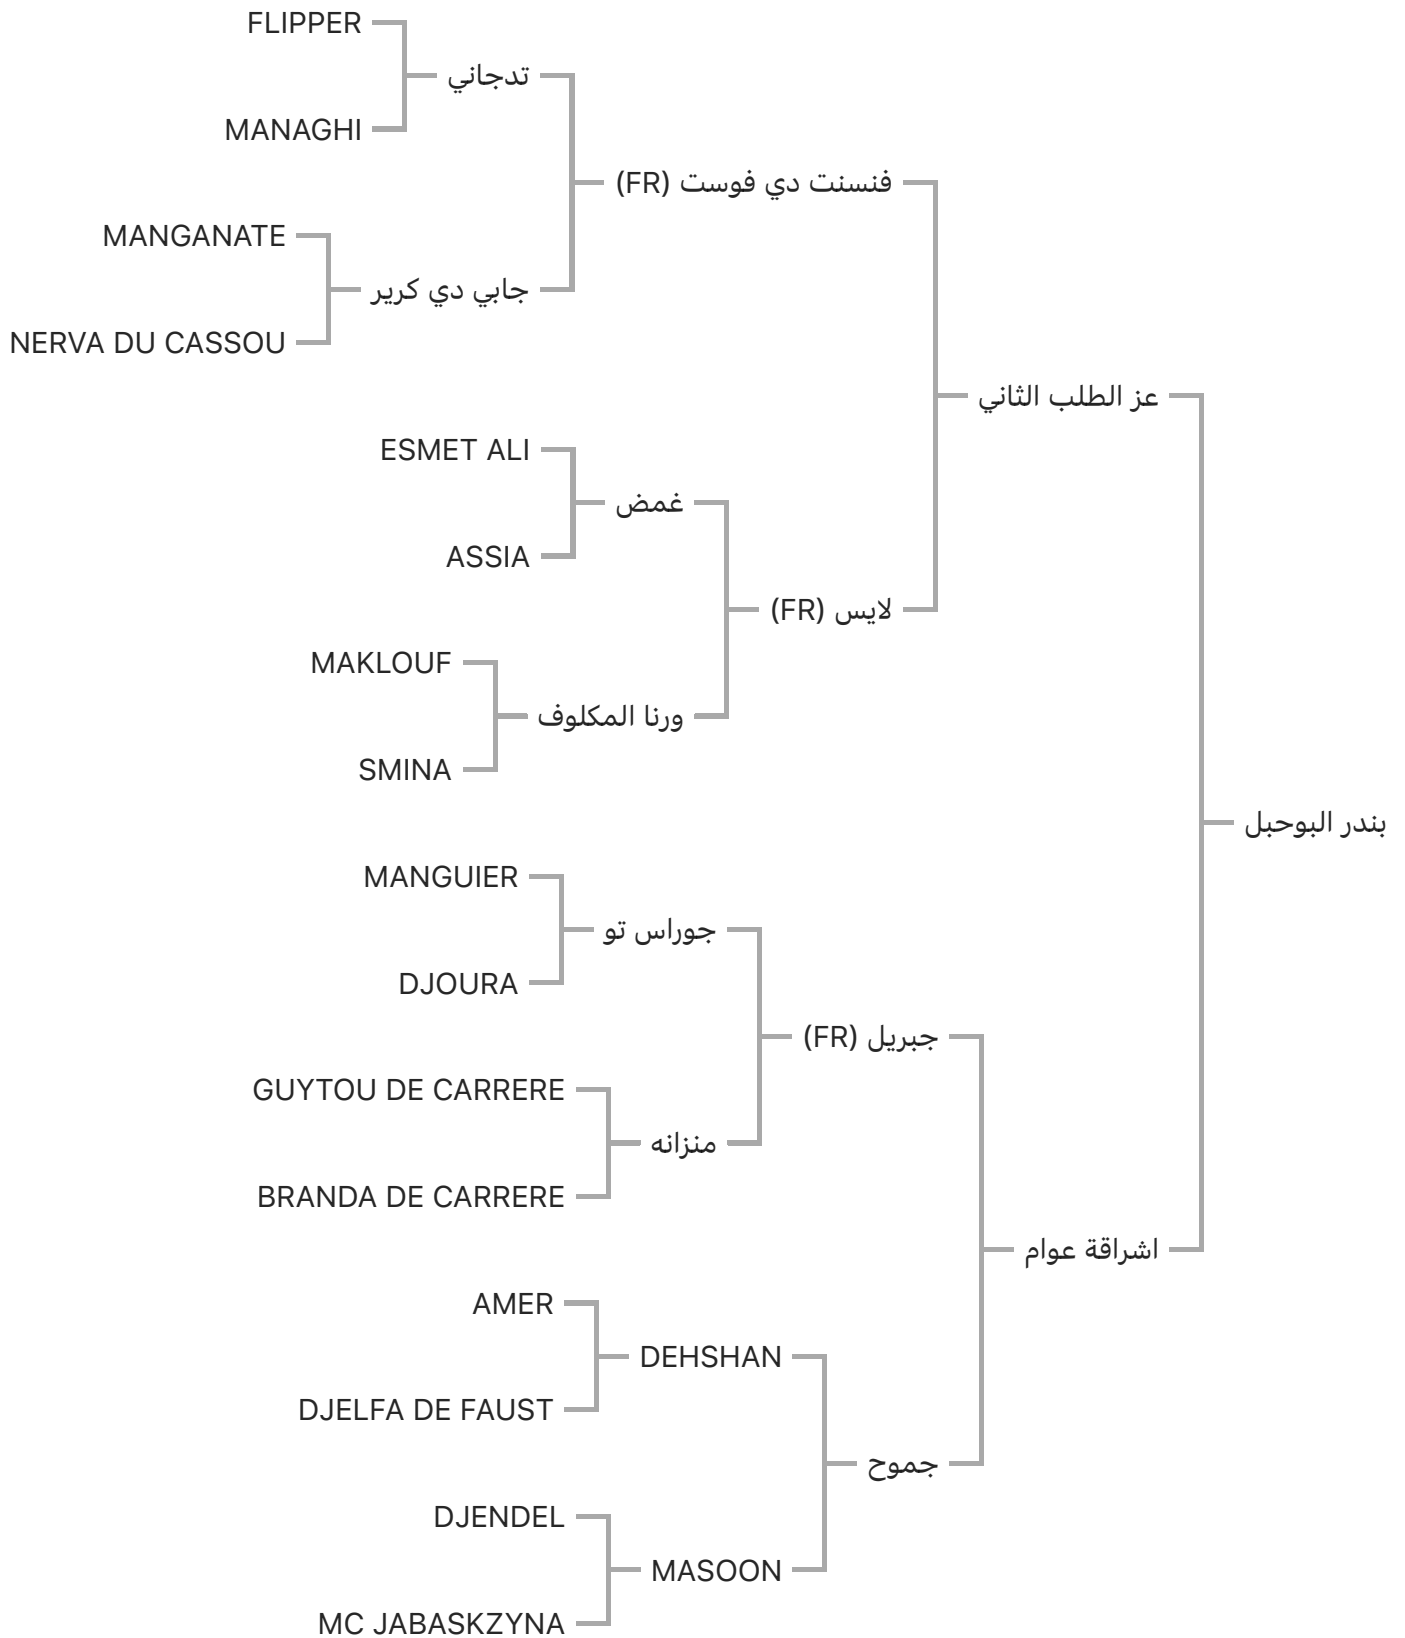 FLIPPER
تدجاني
MANAGHI
فنسنت دي فوست (FR)
MANGANATE
جابي دي كرير
NERVA DU CASSOU
عز الطلب الثاني
ESMET ALI
غمض
ASSIA
لايس (FR)
MAKLOUF
ورنا المكلوف
SMINA
بندر البوحبل
MANGUIER
جوراس تو
DJOURA
جبريل (FR)
GUYTOU DE CARRERE
منزانه
BRANDA DE CARRERE
اشراقة عوام
AMER
DEHSHAN
DJELFA DE FAUST
جموح
DJENDEL
MASOON
MC JABASKZYNA